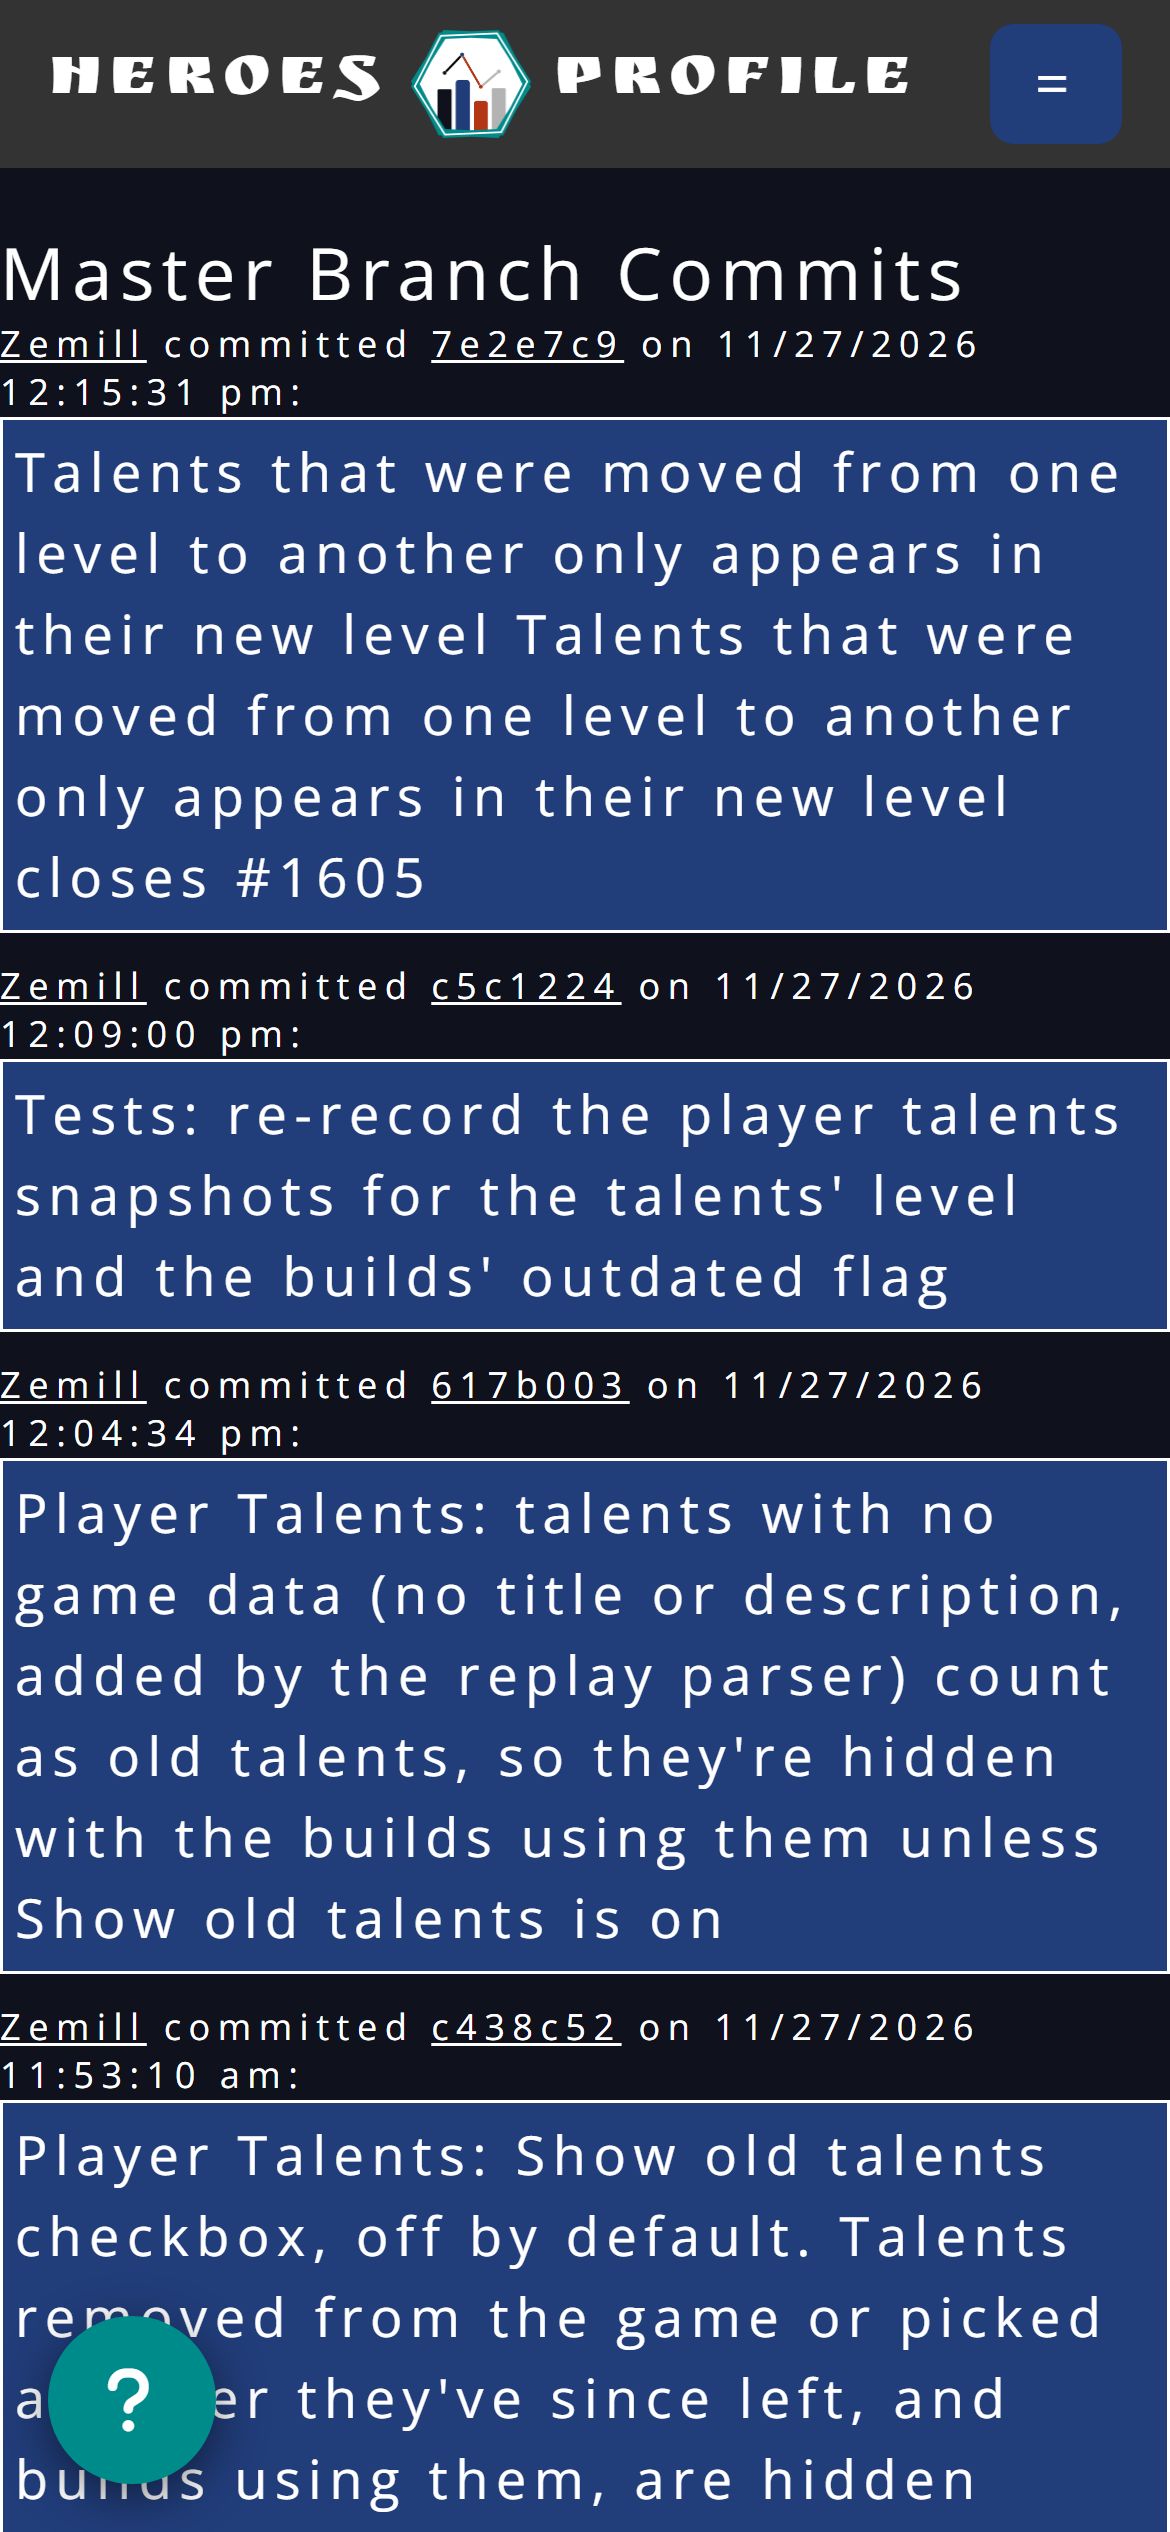 HEROES PROFILE
=
Master Branch Commits
Zemill committed 7e2e7c9 on 11/27/2026
12:15:31 pm:
Talents that were moved from one
level to another only appears in
their new level Talents that were
moved from one level to another
only appears in their new level
closes #1605
Zemill committed c5c1224 on 11/27/2026
12:09:00 pm:
Tests: re-record the player talents
snapshots for the talents' level
and the builds' outdated flag
Zemill committed 617b003 on 11/27/2026
12:04:34 pm:
Player Talents: talents with no
game data (no title or description,
added by the replay parser) count
as old talents, so they're hidden
with the builds using them unless
Show old talents is on
Zemill committed c438c52 on 11/27/2026
11:53:10 am:
Player Talents: Show old talents
checkbox, off by default. Talents
removed from the game or picked
they've since left, and
builds using them, are hidden
?